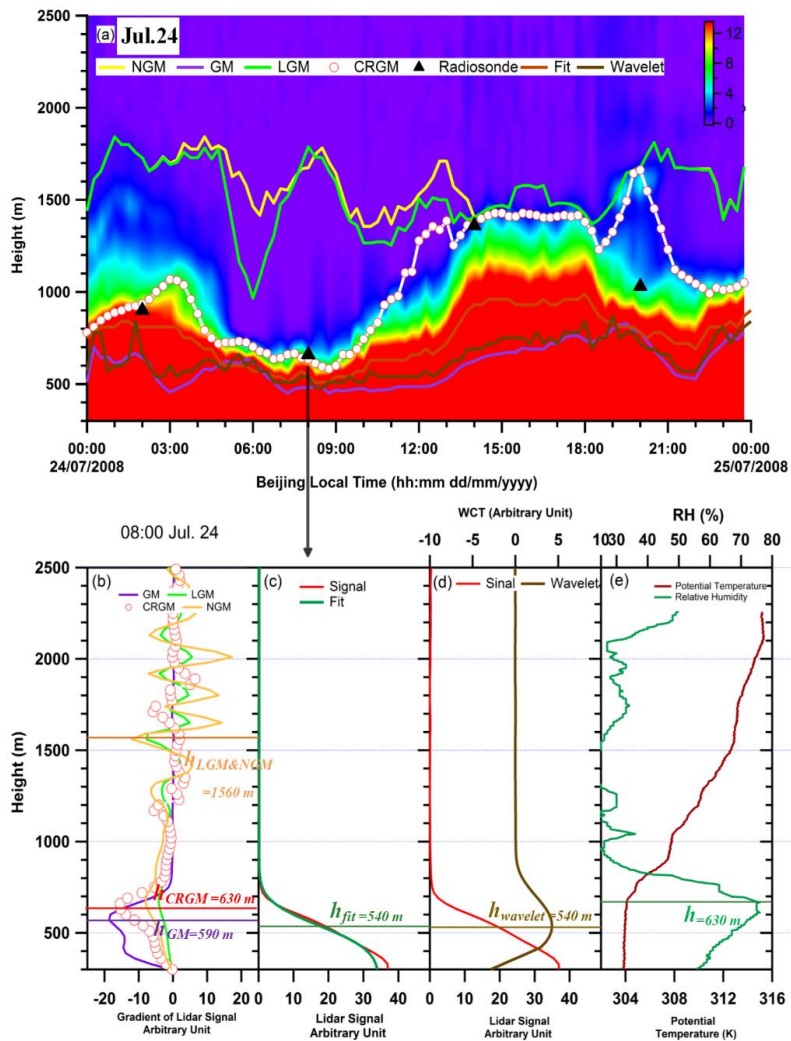 (a) Jul.24
NGM GM LGM CRGM Radiosonde Fit Wavelet
12
8
4
0
2500
2000
1500
1000
500
Height (m)
00:00 03:00 06:00 09:00 12:00 15:00 18:00 21:00 00:00
24/07/2008 25/07/2008
Beijing Local Time (hh:mm dd/mm/yyyy)
08:00 Jul. 24
WCT (Arbitrary Unit)
-10 -5 0 5 10
RH (%)
10 30 40 50 60 70 80
2500
2000
1500
1000
500
Height (m)
(b) GM LGM
CRGM NGM
hLGM&NGM
=1560 m
hCRGM =630 m
hGM=590 m
-20 -10 0 10 20
Gradient of Lidar Signal
Arbitrary Unit
(c) Signal
Fit
hfit =540 m
0 10 20 30 40
Lidar Signal
Arbitrary Unit
(d) Sinal Wavelet
hwavelet =540 m
0 10 20 30 40
Lidar Signal
Arbitrary Unit
(e) Potential Temperature
Relative Humidity
h=630 m
304 308 312 316
Potential
Temperature (K)